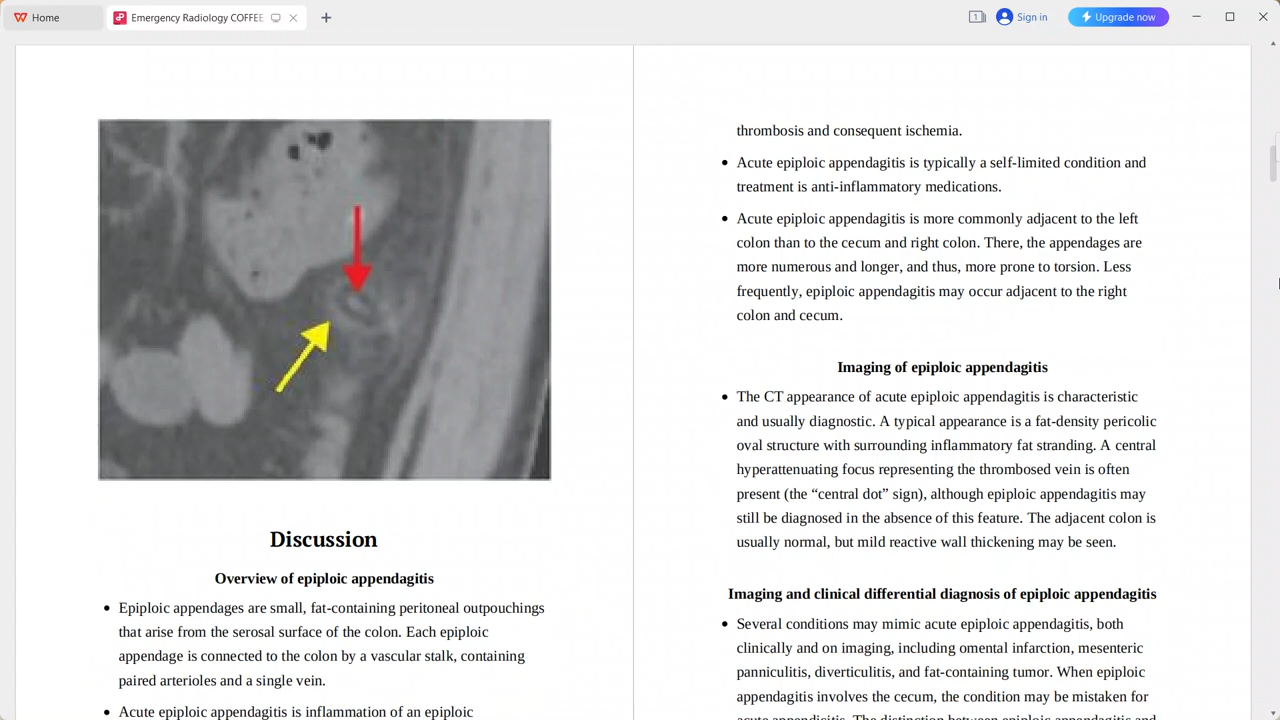 Home
Emergency Radiology COFFEE
1
Sign in
Upgrade now
Discussion
Overview of epiploic appendagitis
• Epiploic appendages are small, fat-containing peritoneal outpouchings
that arise from the serosal surface of the colon. Each epiploic
appendage is connected to the colon by a vascular stalk, containing
paired arterioles and a single vein.
• Acute epiploic appendagitis is inflammation of an epiploic
thrombosis and consequent ischemia.
• Acute epiploic appendagitis is typically a self-limited condition and
treatment is anti-inflammatory medications.
• Acute epiploic appendagitis is more commonly adjacent to the left
colon than to the cecum and right colon. There, the appendages are
more numerous and longer, and thus, more prone to torsion. Less
frequently, epiploic appendagitis may occur adjacent to the right
colon and cecum.
Imaging of epiploic appendagitis
• The CT appearance of acute epiploic appendagitis is characteristic
and usually diagnostic. A typical appearance is a fat-density pericolic
oval structure with surrounding inflammatory fat stranding. A central
hyperattenuating focus representing the thrombosed vein is often
present (the “central dot” sign), although epiploic appendagitis may
still be diagnosed in the absence of this feature. The adjacent colon is
usually normal, but mild reactive wall thickening may be seen.
Imaging and clinical differential diagnosis of epiploic appendagitis
• Several conditions may mimic acute epiploic appendagitis, both
clinically and on imaging, including omental infarction, mesenteric
panniculitis, diverticulitis, and fat-containing tumor. When epiploic
appendagitis involves the cecum, the condition may be mistaken for
acute appendicitis. The distinction between epiploic appendagitis and